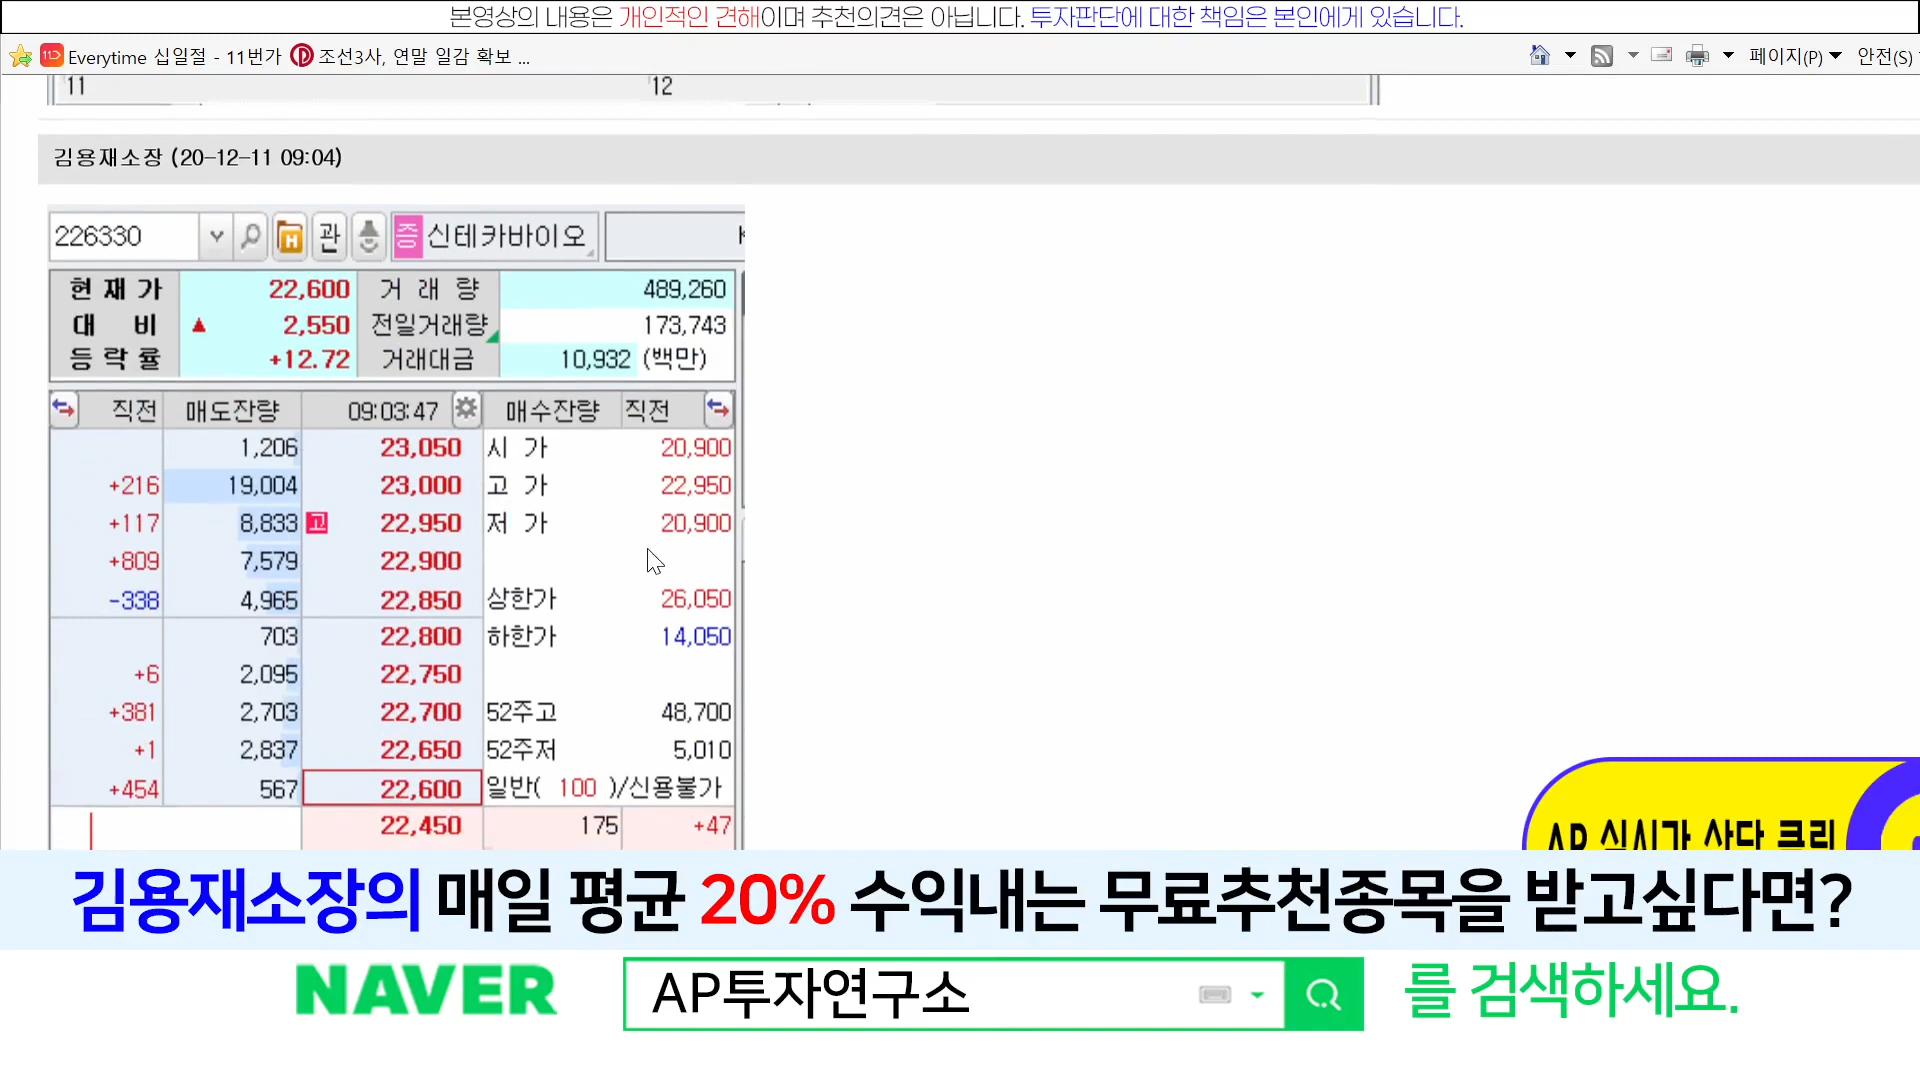 본영상의 내용은 개인적인 견해이며 추천의견은 아닙니다. 투자판단에 대한 책임은 본인에게 있습니다.
Everytime 십일절 - 11번가 조선3사, 연말 일감 확보 ... 페이지(P) 안전(S)
11 12
김용재소장 (20-12-11 09:04)
226330 관 증 신테카바이오
현재가 22,600 거래량 489,260
대비 ▲ 2,550 전일거래량 173,743
등락률 +12.72 거래대금 10,932 (백만)
직전 매도잔량 09:03:47 매수잔량 직전
1,206 23,050 시가 20,900
+216 19,004 23,000 고가 22,950
+117 8,833 고 22,950 저가 20,900
+809 7,579 22,900
-338 4,965 22,850 상한가 26,050
703 22,800 하한가 14,050
+6 2,095 22,750
+381 2,703 22,700 52주고 48,700
+1 2,837 22,650 52주저 5,010
+454 567 22,600 일반( 100 )/신용불가
22,450 175 +47
AP 실시간 상담 클릭
김용재소장의 매일 평균 20% 수익내는 무료추천종목을 받고싶다면?
NAVER AP투자연구소 를 검색하세요.